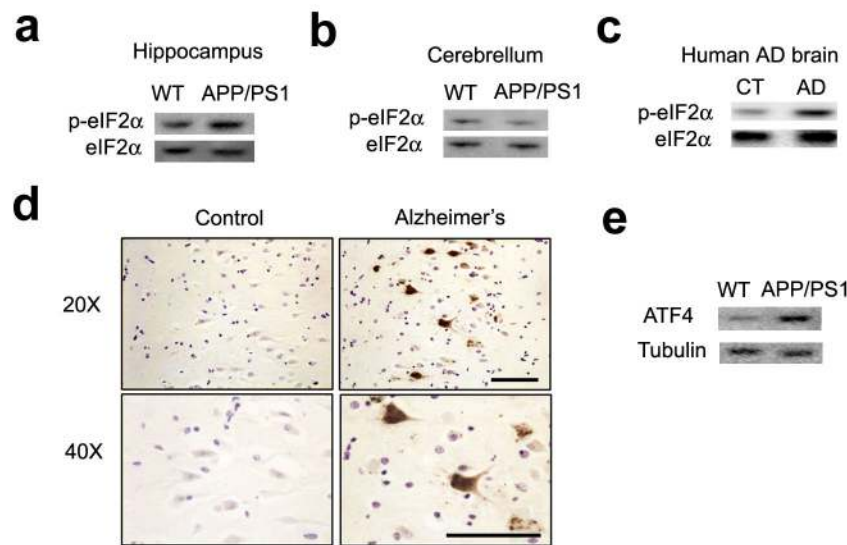 a
Hippocampus
WT APP/PS1
p-eIF2α
eIF2α
b
Cerebrellum
WT APP/PS1
p-eIF2α
eIF2α
c
Human AD brain
CT AD
p-eIF2α
eIF2α
d
Control Alzheimer's
20X
40X
e
WT APP/PS1
ATF4
Tubulin